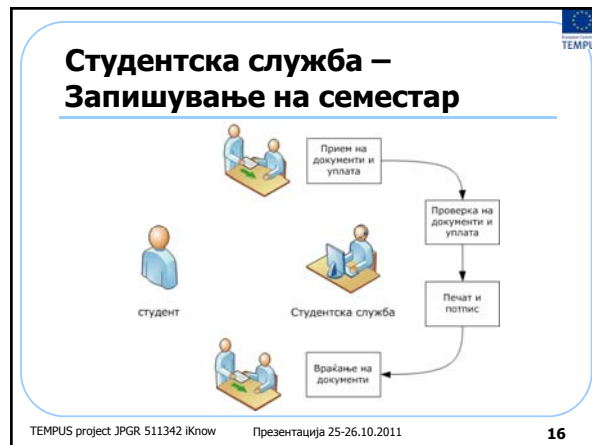 TEMPU
Студентска служба –
Запишување на семестар
Прием на
документи и
уплата
Проверка на
документи и
уплата
студент
Студентска служба
Печат и
потпис
Враќање на
документи
TEMPUS project JPGR 511342 iKnow
Презентација 25-26.10.2011
16